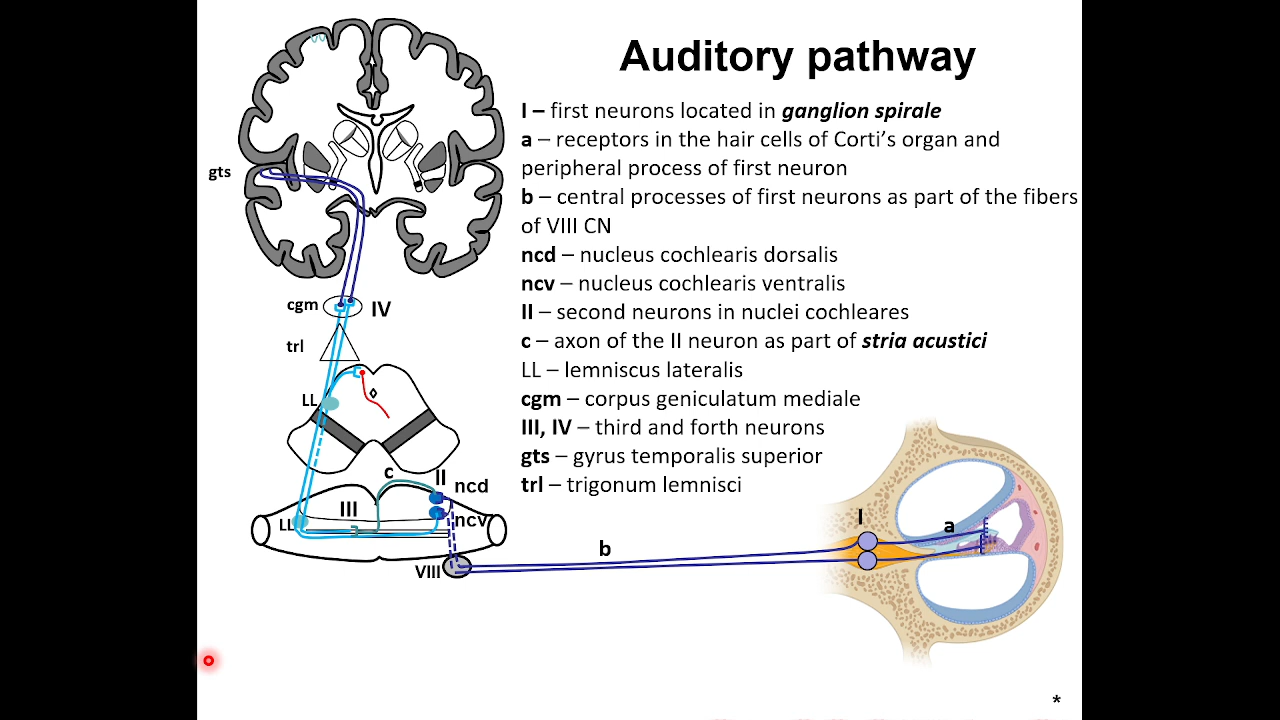 Auditory pathway
I – first neurons located in ganglion spirale
a – receptors in the hair cells of Corti's organ and
peripheral process of first neuron
b – central processes of first neurons as part of the fibers
of VIII CN
ncd – nucleus cochlearis dorsalis
ncv – nucleus cochlearis ventralis
II – second neurons in nuclei cochleares
c – axon of the II neuron as part of stria acustici
LL – lemniscus lateralis
cgm – corpus geniculatum mediale
III, IV – third and forth neurons
gts – gyrus temporalis superior
trl – trigonum lemnisci
gts
cgm
IV
trl
LL
c
II
ncd
III
ncv
LL
VIII
b
I
a
*